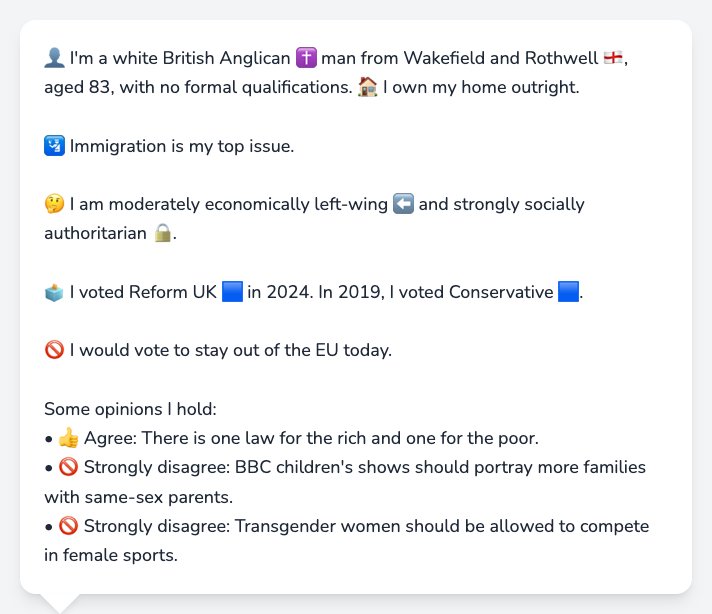 👤 I'm a white British Anglican ✝️ man from Wakefield and Rothwell 🏴󠁧󠁢󠁥󠁮󠁧󠁿,
aged 83, with no formal qualifications. 🏠 I own my home outright.
🛂 Immigration is my top issue.
🤔 I am moderately economically left-wing ⬅️ and strongly socially
authoritarian 🔒.
🗳️ I voted Reform UK 🟦 in 2024. In 2019, I voted Conservative 🟦.
🚫 I would vote to stay out of the EU today.
Some opinions I hold:
• 👍 Agree: There is one law for the rich and one for the poor.
• 🚫 Strongly disagree: BBC children's shows should portray more families
with same-sex parents.
• 🚫 Strongly disagree: Transgender women should be allowed to compete
in female sports.